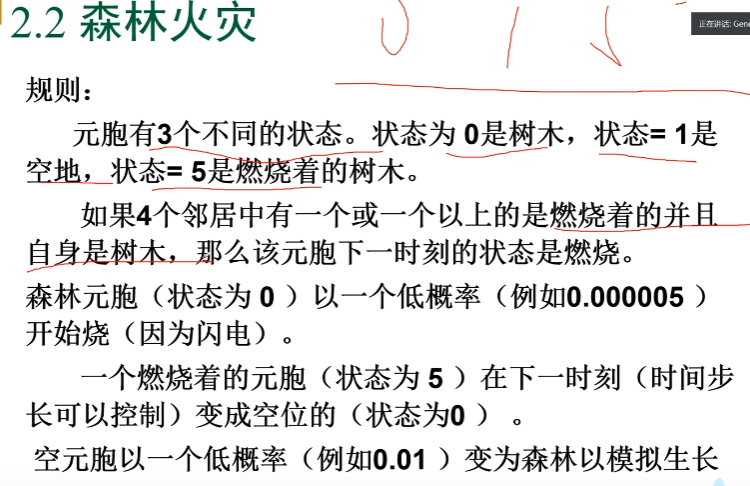 2.2 森林火灾
0 1 5
正在讲话: Gene
规则：
元胞有3个不同的状态。状态为 0是树木，状态= 1是
空地，状态= 5是燃烧着的树木。
如果4个邻居中有一个或一个以上的是燃烧着的并且
自身是树木，那么该元胞下一时刻的状态是燃烧。
森林元胞（状态为 0 ）以一个低概率（例如0.000005 ）
开始烧（因为闪电）。
一个燃烧着的元胞（状态为 5 ）在下一时刻（时间步
长可以控制）变成空位的（状态为0 ） 。
空元胞以一个低概率（例如0.01 ）变为森林以模拟生长